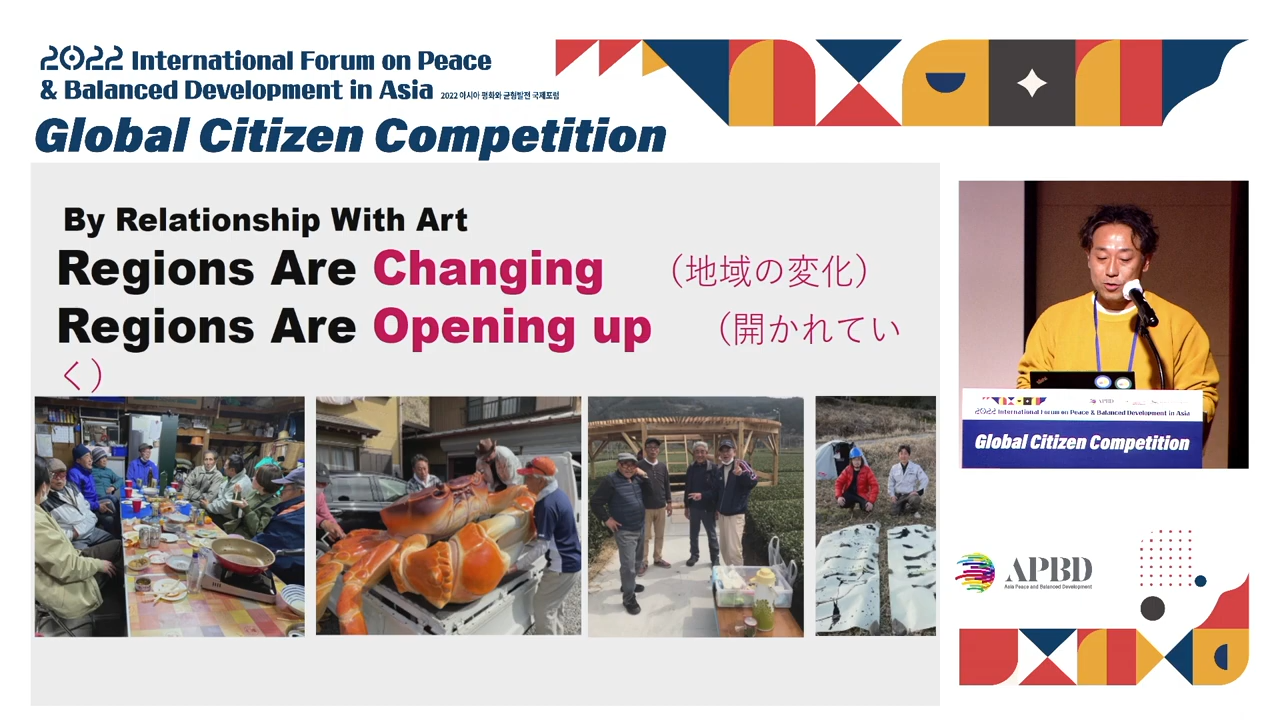 2022 International Forum on Peace
& Balanced Development in Asia 2022 아시아 평화와 균형발전 국제포럼
Global Citizen Competition
By Relationship With Art
Regions Are Changing （地域の変化）
Regions Are Opening up （開かれてい
く）
APBD
2022 International Forum on Peace & Balanced Development in Asia
Global Citizen Competition
APBD
Asia Peace and Balanced Development